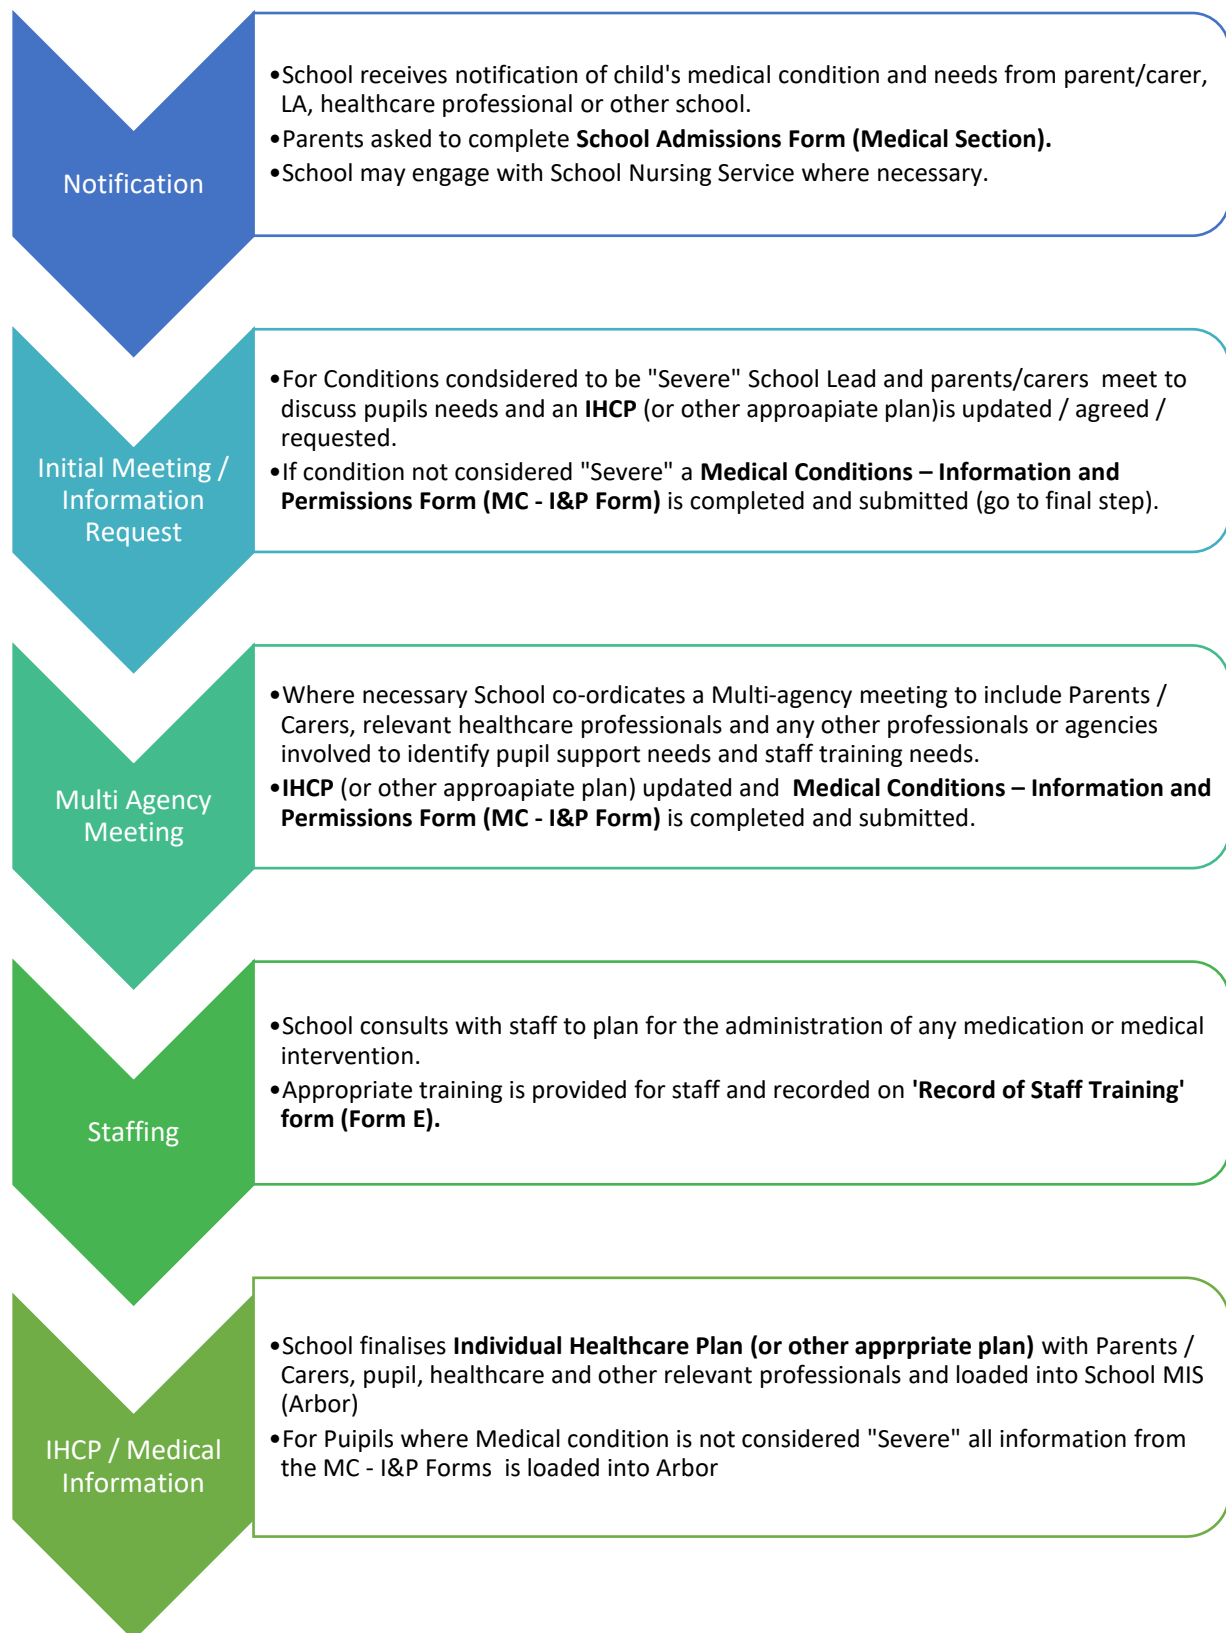 Notification
•School receives notification of child's medical condition and needs from parent/carer,
LA, healthcare professional or other school.
•Parents asked to complete School Admissions Form (Medical Section).
•School may engage with School Nursing Service where necessary.
Initial Meeting /
Information
Request
•For Conditions condsidered to be "Severe" School Lead and parents/carers meet to
discuss pupils needs and an IHCP (or other approapiate plan)is updated / agreed /
requested.
•If condition not considered "Severe" a Medical Conditions – Information and
Permissions Form (MC - I&P Form) is completed and submitted (go to final step).
Multi Agency
Meeting
•Where necessary School co-ordicates a Multi-agency meeting to include Parents /
Carers, relevant healthcare professionals and any other professionals or agencies
involved to identify pupil support needs and staff training needs.
•IHCP (or other approapiate plan) updated and Medical Conditions – Information and
Permissions Form (MC - I&P Form) is completed and submitted.
Staffing
•School consults with staff to plan for the administration of any medication or medical
intervention.
•Appropriate training is provided for staff and recorded on 'Record of Staff Training'
form (Form E).
IHCP / Medical
Information
•School finalises Individual Healthcare Plan (or other apprpriate plan) with Parents /
Carers, pupil, healthcare and other relevant professionals and loaded into School MIS
(Arbor)
•For Puipils where Medical condition is not considered "Severe" all information from
the MC - I&P Forms is loaded into Arbor